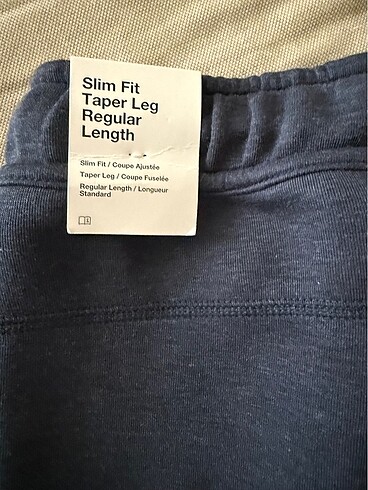 Slim Fit
Taper Leg
Regular
Length
Slim Fit / Coupe Ajustée
Taper Leg / Coupe Fuselée
Regular Length / Longueur
Standard